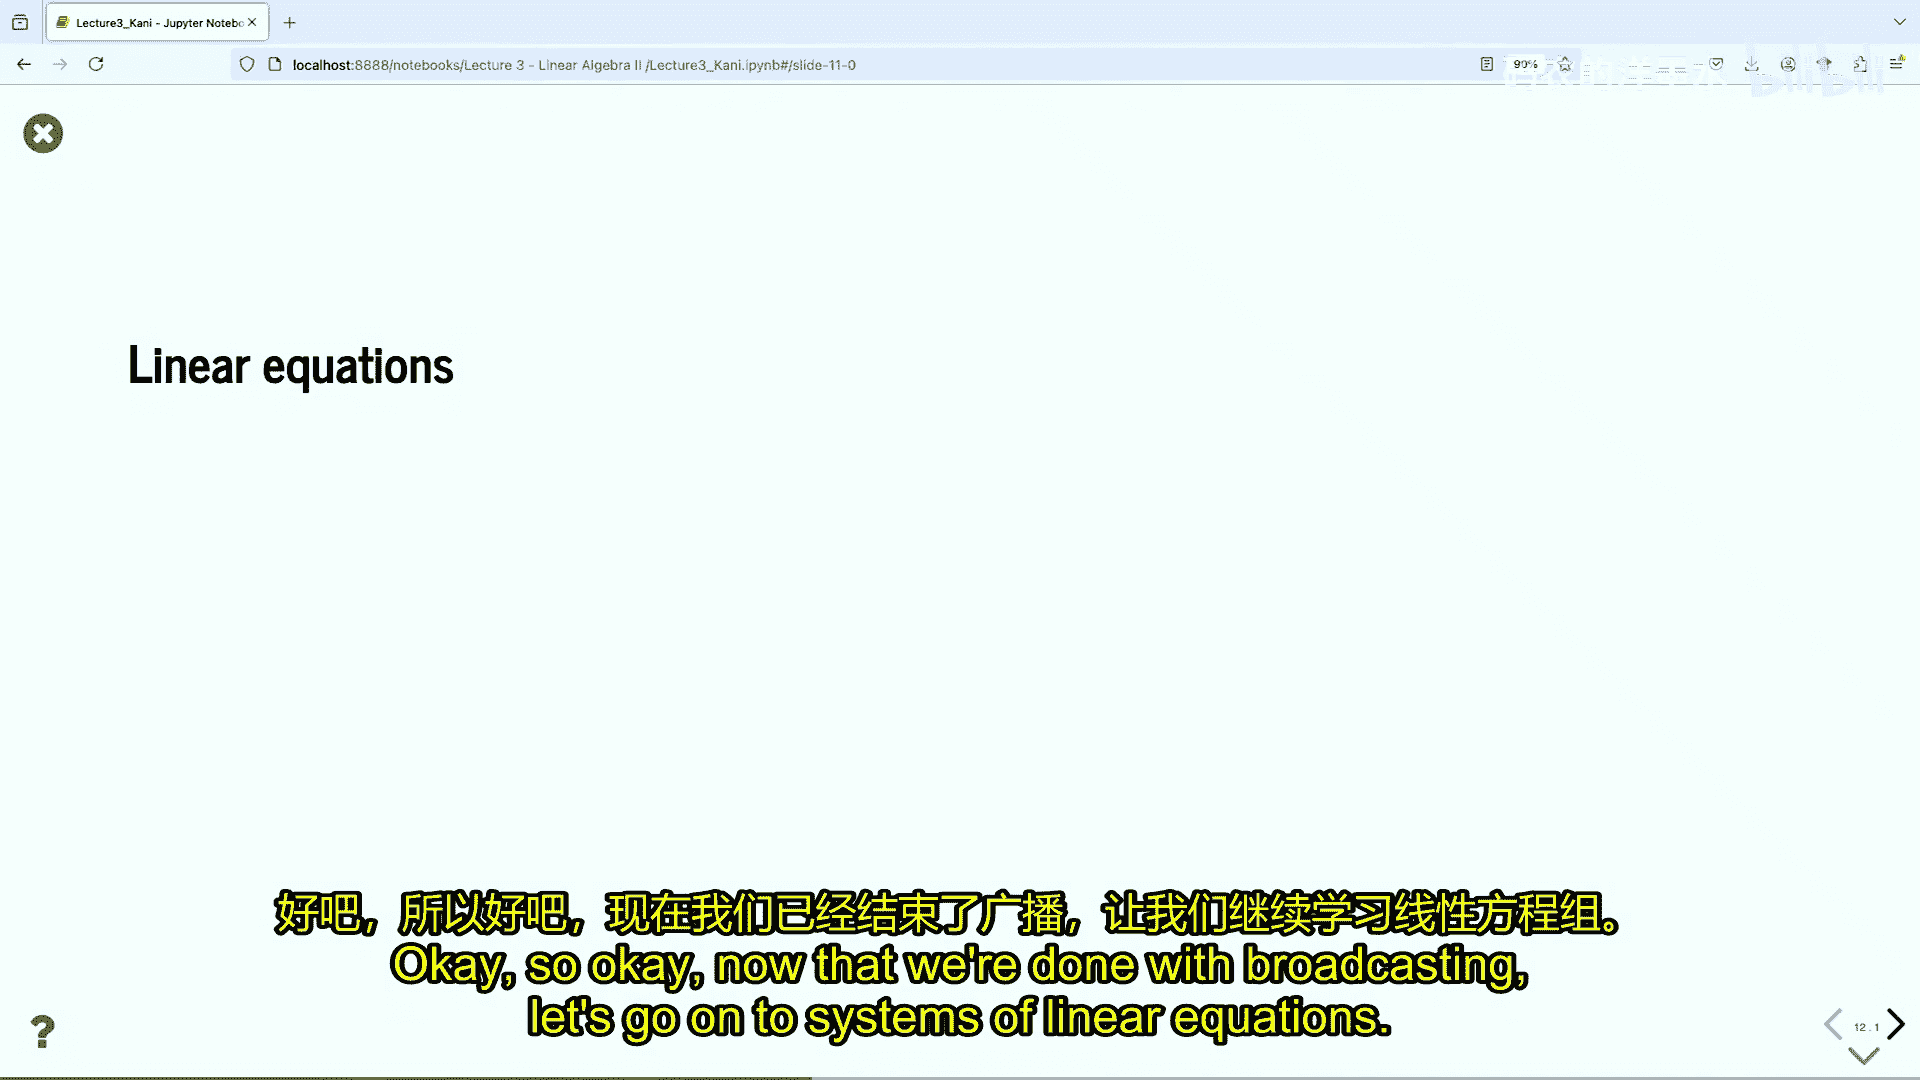 Lecture3_Kani - Jupyter Notebo
localhost:8888/notebooks/Lecture 3 - Linear Algebra II /Lecture3_Kani.ipynb#/slide-11-0
90%
bilibili
Linear equations
好吧，所以好吧，现在我们已经结束了广播，让我们继续学习线性方程组。
Okay, so okay, now that we're done with broadcasting,
let's go on to systems of linear equations.
12.1